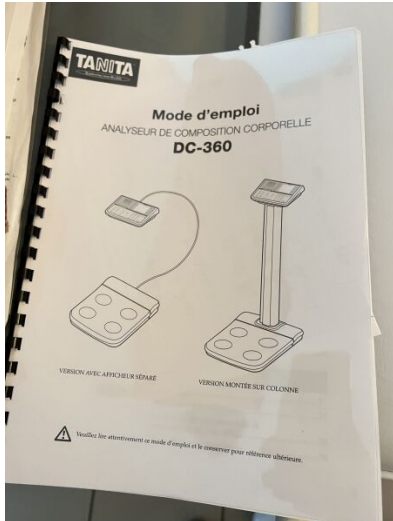 TANITA
Mode d'emploi
ANALYSEUR DE COMPOSITION CORPORELLE
DC-360
VERSION AVEC AFFICHEUR SÉPARÉ
VERSION MONTÉE SUR COLONNE
Veuillez lire attentivement ce mode d'emploi et le conserver pour référence ultérieure.